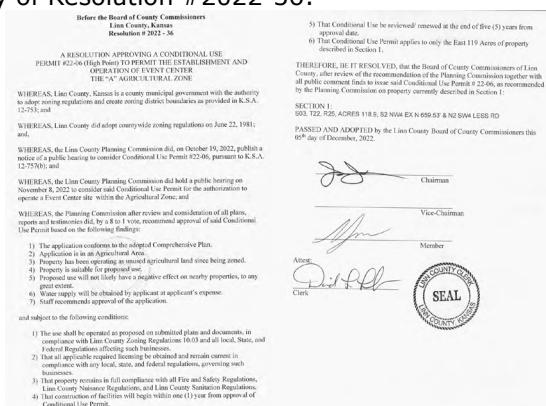 y of Resolution #2022-36.
Before the Board of County Commissioners
Linn County, Kansas
Resolution # 2022 - 36
A RESOLUTION APPROVING A CONDITIONAL USE
PERMIT #22-06 (High Point) TO PERMIT THE ESTABLISHMENT AND
OPERATION OF EVENT CENTER
THE "A" AGRICULTURAL ZONE
WHEREAS, Linn County, Kansas is a county municipal government with the authority
to adopt zoning regulations and create zoning district boundaries as provided in K.S.A.
12-753; and
WHEREAS, Linn County did adopt countywide zoning regulations on June 22, 1981;
and,
WHEREAS, the Linn County Planning Commission did, on October 19, 2022, publish a
notice of a public hearing to consider Conditional Use Permit #22-06, pursuant to K.S.A.
12-757(b); and
WHEREAS, the Linn County Planning Commission did hold a public hearing on
November 8, 2022 to consider said Conditional Use Permit for the authorization to
operate a Event Center site within the Agricultural Zone; and
WHEREAS, the Planning Commission after review and consideration of all plans,
reports and testimonies did, by a 8 to 1 vote, recommend approval of said Conditional
Use Permit based on the following findings:
1) The application conforms to the adopted Comprehensive Plan.
2) Application is in an Agricultural Area.
3) Property has been operating as unused agricultural land since being zoned.
4) Property is suitable for proposed use.
5) Proposed use will not likely have a negative effect on nearby properties, to any
great extent.
6) Water supply will be obtained by applicant at applicant's expense.
7) Staff recommends approval of the application.
and subject to the following conditions:
1) The use shall be operated as proposed on submitted plans and documents, in
compliance with Linn County Zoning Regulations 10.03 and all local, State, and
Federal Regulations affecting such businesses.
2) That all applicable required licensing be obtained and remain current in
compliance with any local, state, and federal regulations, governing such
businesses.
3) That property remains in full compliance with all Fire and Safety Regulations,
Linn County Nuisance Regulations, and Linn County Sanitation Regulations.
4) That construction of facilities will begin within one (1) year from approval of
Conditional Use Permit.
5) That Conditional Use be reviewed/ renewed at the end of five (5) years from
approval date.
6) That Conditional Use Permit applies to only the East 119 Acres of property
described in Section 1.
THEREFORE, BE IT RESOLVED, that the Board of County Commissioners of Linn
County, after review of the recommendation of the Planning Commission together with
all public comment finds to issue said Conditional Use Permit # 22-06, as recommended
by the Planning Commission on property currently described in Section 1:
SECTION 1:
S03, T22, R25, ACRES 118.9, S2 NW4 EX N 659.53' & N2 SW4 LESS RD
PASSED AND ADOPTED by the Linn County Board of County Commissioners this
05th day of December, 2022.
Chairman
Vice-Chairman
Member
Attest:
Clerk
LINN COUNTY CLERK
SEAL
LINN COUNTY, KANSAS